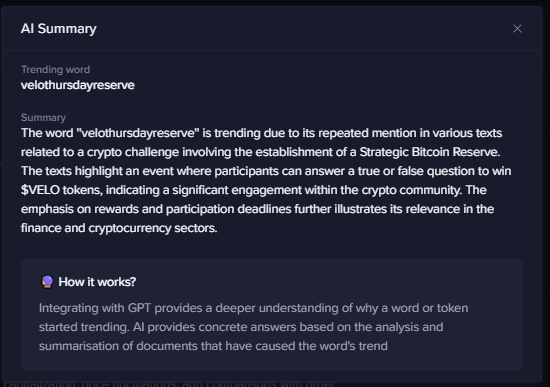 AI Summary
Trending word
velothursdayreserve
Summary
The word "velothursdayreserve" is trending due to its repeated mention in various texts
related to a crypto challenge involving the establishment of a Strategic Bitcoin Reserve.
The texts highlight an event where participants can answer a true or false question to win
$VELO tokens, indicating a significant engagement within the crypto community. The
emphasis on rewards and participation deadlines further illustrates its relevance in the
finance and cryptocurrency sectors.
How it works?
Integrating with GPT provides a deeper understanding of why a word or token
started trending. AI provides concrete answers based on the analysis and
summarisation of documents that have caused the word's trend